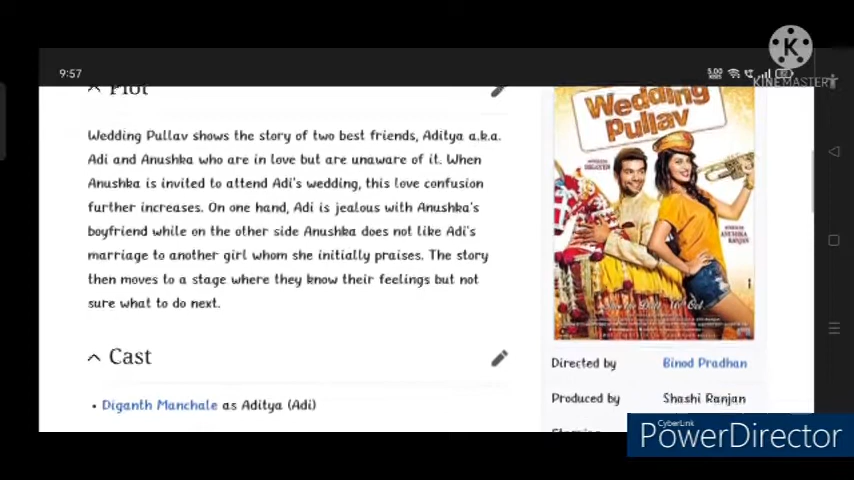 KINEMASTER
9:57
5.00
Plot
Wedding Pullav shows the story of two best friends, Aditya a.k.a.
Adi and Anushka who are in love but are unaware of it. When
Anushka is invited to attend Adi's wedding, this love confusion
further increases. On one hand, Adi is jealous with Anushka's
boyfriend while on the other side Anushka does not like Adi's
marriage to another girl whom she initially praises. The story
then moves to a stage where they know their feelings but not
sure what to do next.
Cast
• Diganth Manchale as Aditya (Adi)
Wedding
Pullav
ANUSHKA
RANJAN
Directed by Binod Pradhan
Produced by Shashi Ranjan
CyberLink
PowerDirector